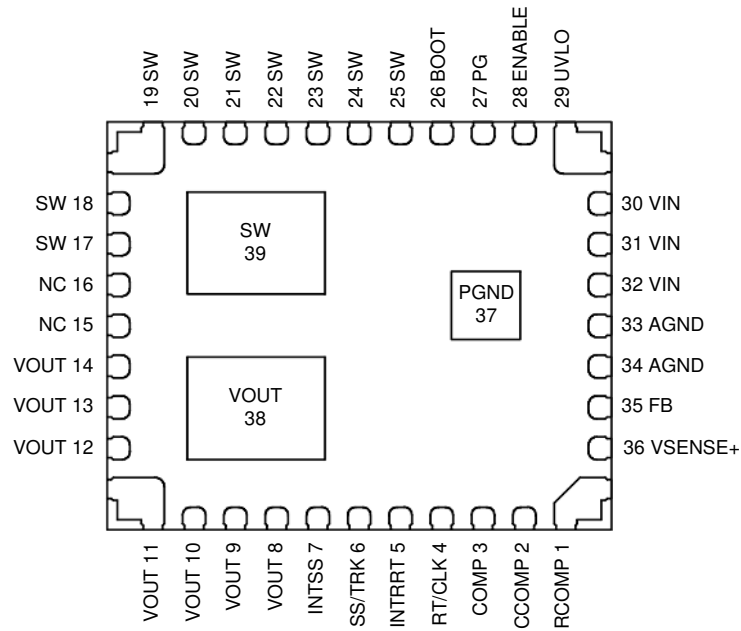 19 SW
20 SW
21 SW
22 SW
23 SW
24 SW
25 SW
26 BOOT
27 PG
28 ENABLE
29 UVLO
SW 18
SW 17
NC 16
NC 15
VOUT 14
VOUT 13
VOUT 12
SW
39
VOUT
38
PGND
37
30 VIN
31 VIN
32 VIN
33 AGND
34 AGND
35 FB
36 VSENSE+
VOUT 11
VOUT 10
VOUT 9
VOUT 8
INTSS 7
SS/TRK 6
INTRRT 5
RT/CLK 4
COMP 3
CCOMP 2
RCOMP 1